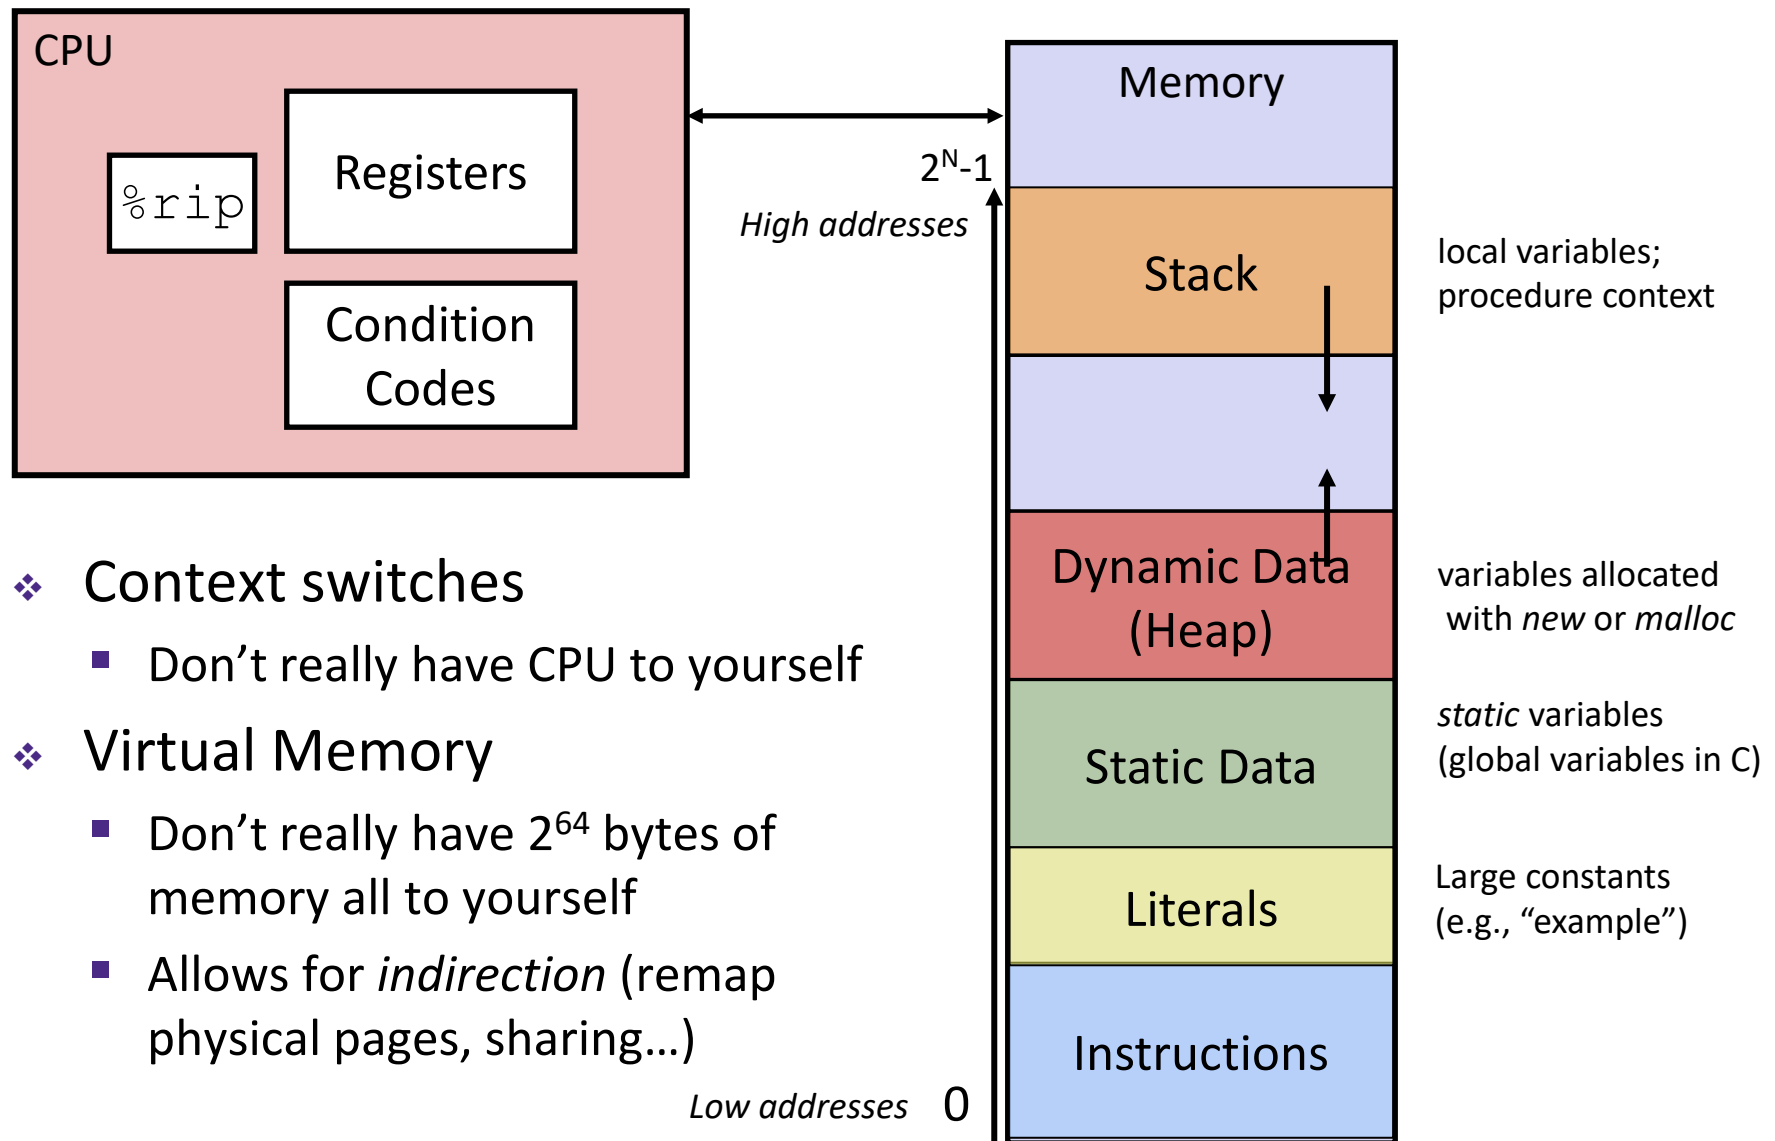 CPU
%rip
Registers
Condition
Codes
Memory
2ᴺ-1
High addresses
Stack
local variables;
procedure context
Dynamic Data
(Heap)
variables allocated
with new or malloc
Static Data
static variables
(global variables in C)
Literals
Large constants
(e.g., “example”)
Instructions
Low addresses 0
❖ Context switches
▪ Don’t really have CPU to yourself
❖ Virtual Memory
▪ Don’t really have 2⁶⁴ bytes of
memory all to yourself
▪ Allows for indirection (remap
physical pages, sharing…)